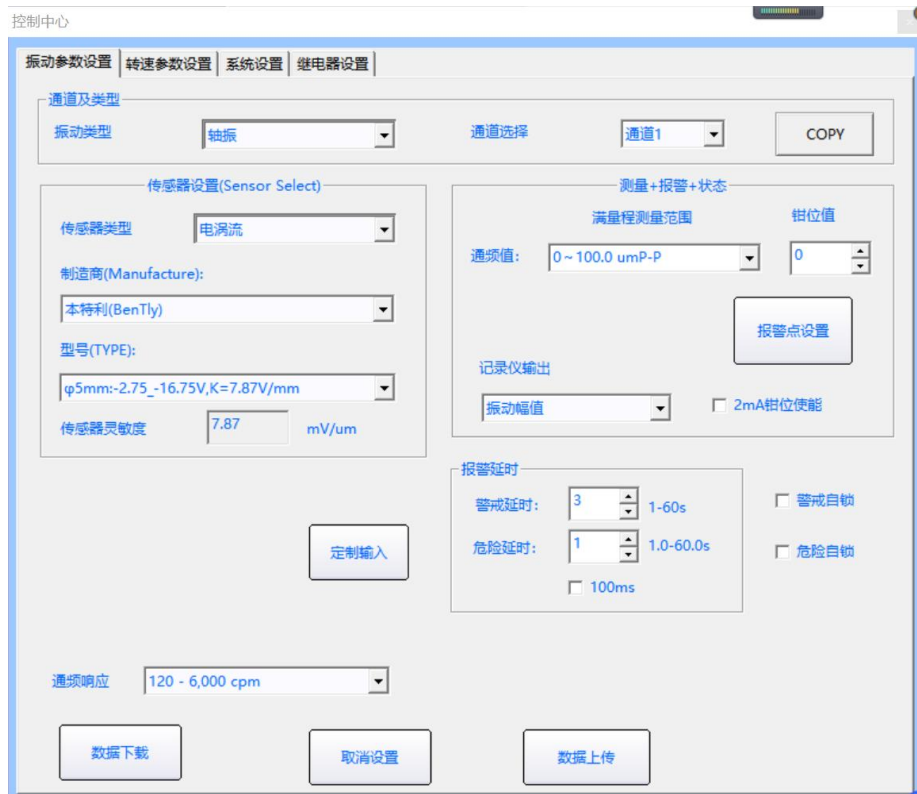 控制中心
振动参数设置 转速参数设置 系统设置 继电器设置
通道及类型
振动类型 轴振 通道选择 通道1 COPY
传感器设置(Sensor Select)
传感器类型 电涡流
制造商(Manufacture):
本特利(BenTly)
型号(TYPE):
φ5mm:-2.75_-16.75V,K=7.87V/mm
传感器灵敏度 7.87 mV/um
测量+报警+状态
满量程测量范围 钳位值
通频值: 0~100.0 umP-P 0
报警点设置
记录仪输出
振动幅值 2mA钳位使能
报警延时
警戒延时: 3 1-60s 警戒自锁
危险延时: 1 1.0-60.0s 危险自锁
100ms
定制输入
通频响应 120 - 6,000 cpm
数据下载 取消设置 数据上传